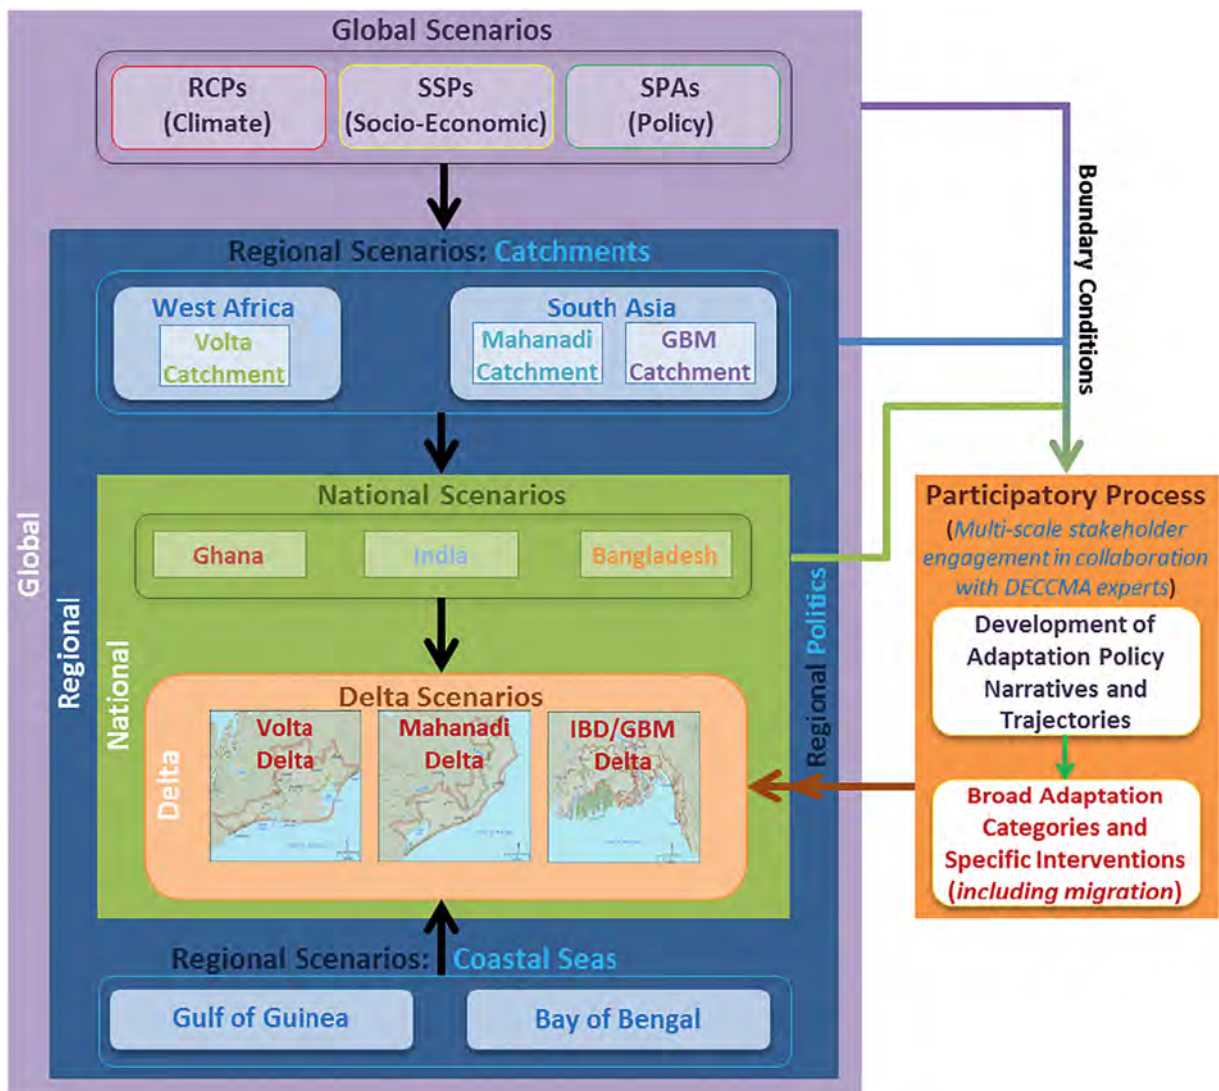 Global Scenarios
RCPs
(Climate)
SSPs
(Socio-Economic)
SPAs
(Policy)
Boundary Conditions
Regional Scenarios: Catchments
West Africa
Volta
Catchment
South Asia
Mahanadi
Catchment
GBM
Catchment
Global
Regional
National
National Scenarios
Ghana
India
Bangladesh
Regional Politics
Delta
Delta Scenarios
Volta
Delta
Mahanadi
Delta
IBD/GBM
Delta
Regional Scenarios: Coastal Seas
Gulf of Guinea
Bay of Bengal
Participatory Process
(Multi-scale stakeholder
engagement in collaboration
with DECCMA experts)
Development of
Adaptation Policy
Narratives and
Trajectories
Broad Adaptation
Categories and
Specific Interventions
(including migration)